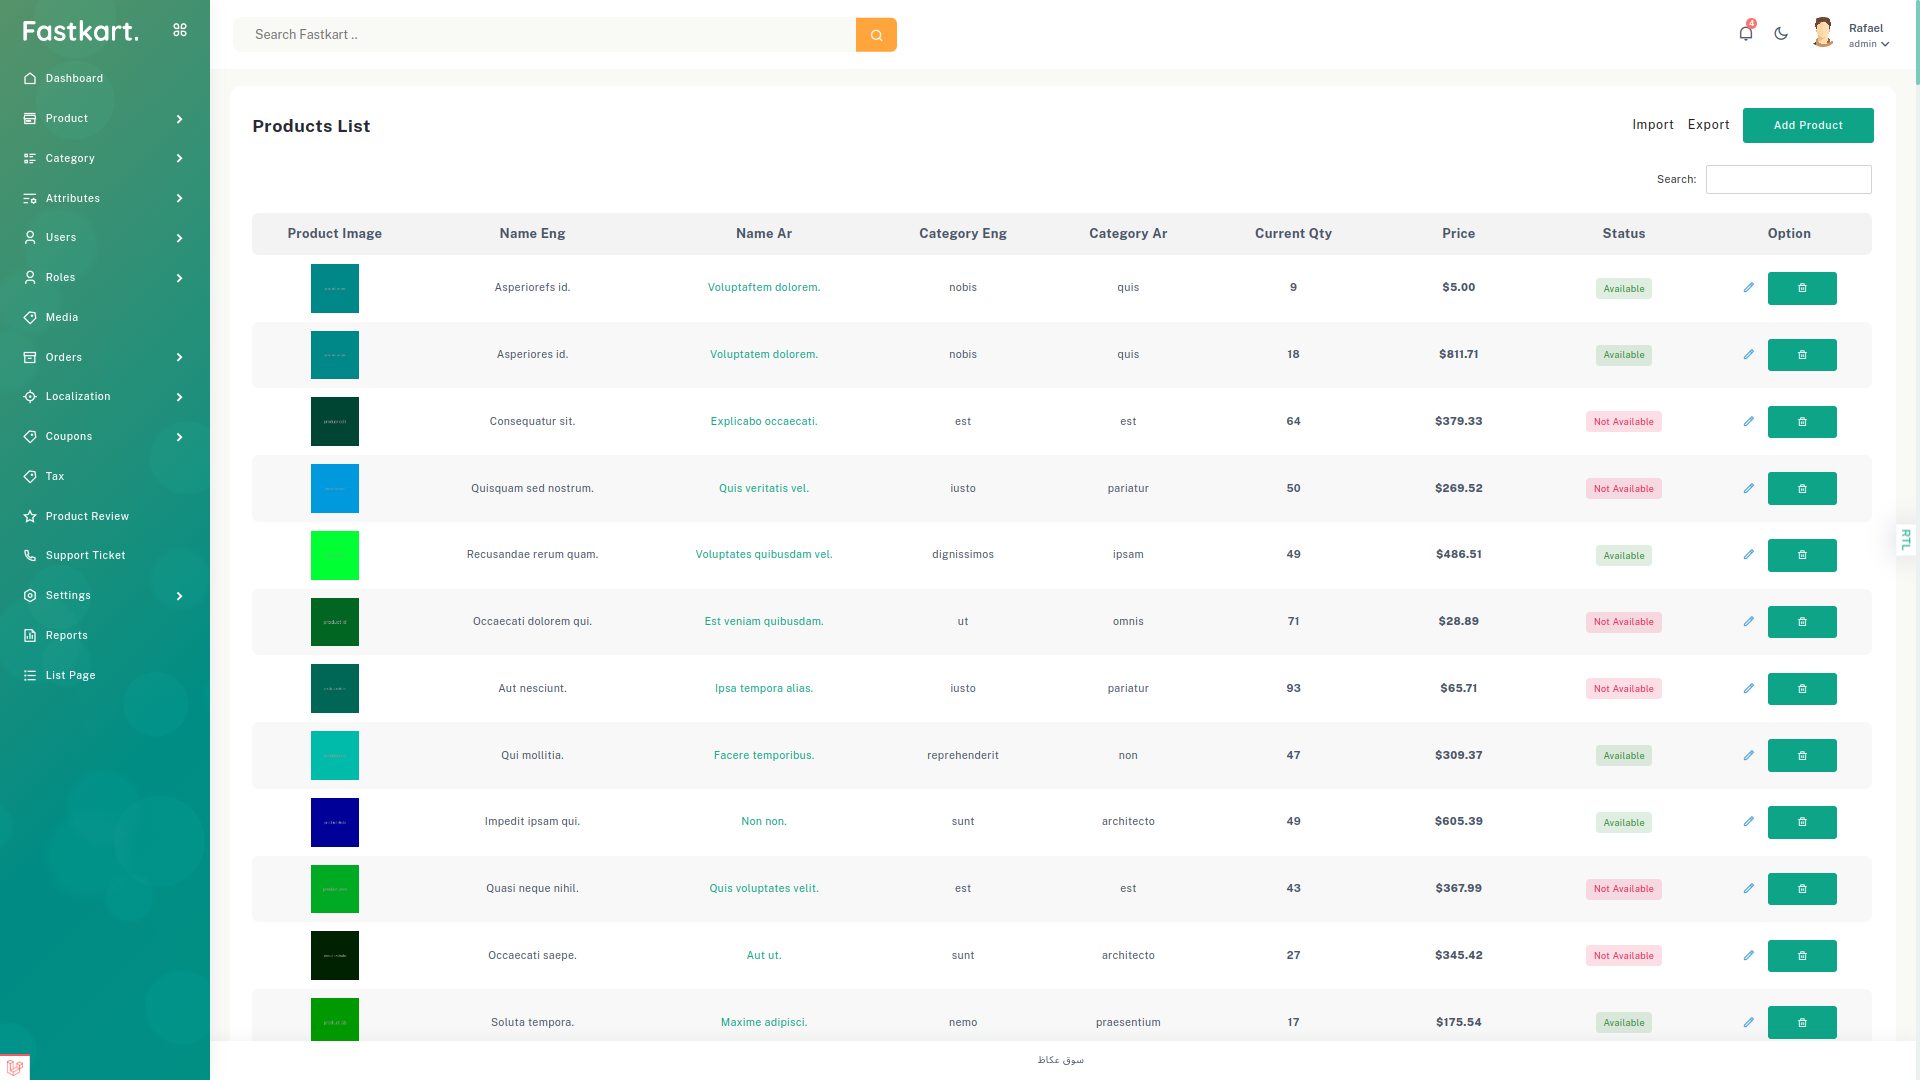 Fastkart.
Search Fastkart ..
4
Rafael
admin
Dashboard
Product
Category
Attributes
Users
Roles
Media
Orders
Localization
Coupons
Tax
Product Review
Support Ticket
Settings
Reports
List Page
Products List
Import Export Add Product
Search:
Product Image Name Eng Name Ar Category Eng Category Ar Current Qty Price Status Option
Asperiorefs id. Voluptaftem dolorem. nobis quis 9 $5.00 Available
Asperiores id. Voluptatem dolorem. nobis quis 18 $811.71 Available
Consequatur sit. Explicabo occaecati. est est 64 $379.33 Not Available
Quisquam sed nostrum. Quis veritatis vel. iusto pariatur 50 $269.52 Not Available
Recusandae rerum quam. Voluptates quibusdam vel. dignissimos ipsam 49 $486.51 Available
Occaecati dolorem qui. Est veniam quibusdam. ut omnis 71 $28.89 Not Available
Aut nesciunt. Ipsa tempora alias. iusto pariatur 93 $65.71 Not Available
Qui mollitia. Facere temporibus. reprehenderit non 47 $309.37 Available
Impedit ipsam qui. Non non. sunt architecto 49 $605.39 Available
Quasi neque nihil. Quis voluptates velit. est est 43 $367.99 Not Available
Occaecati saepe. Aut ut. sunt architecto 27 $345.42 Not Available
Soluta tempora. Maxime adipisci. nemo praesentium 17 $175.54 Available
RTL
سوق عكاظ